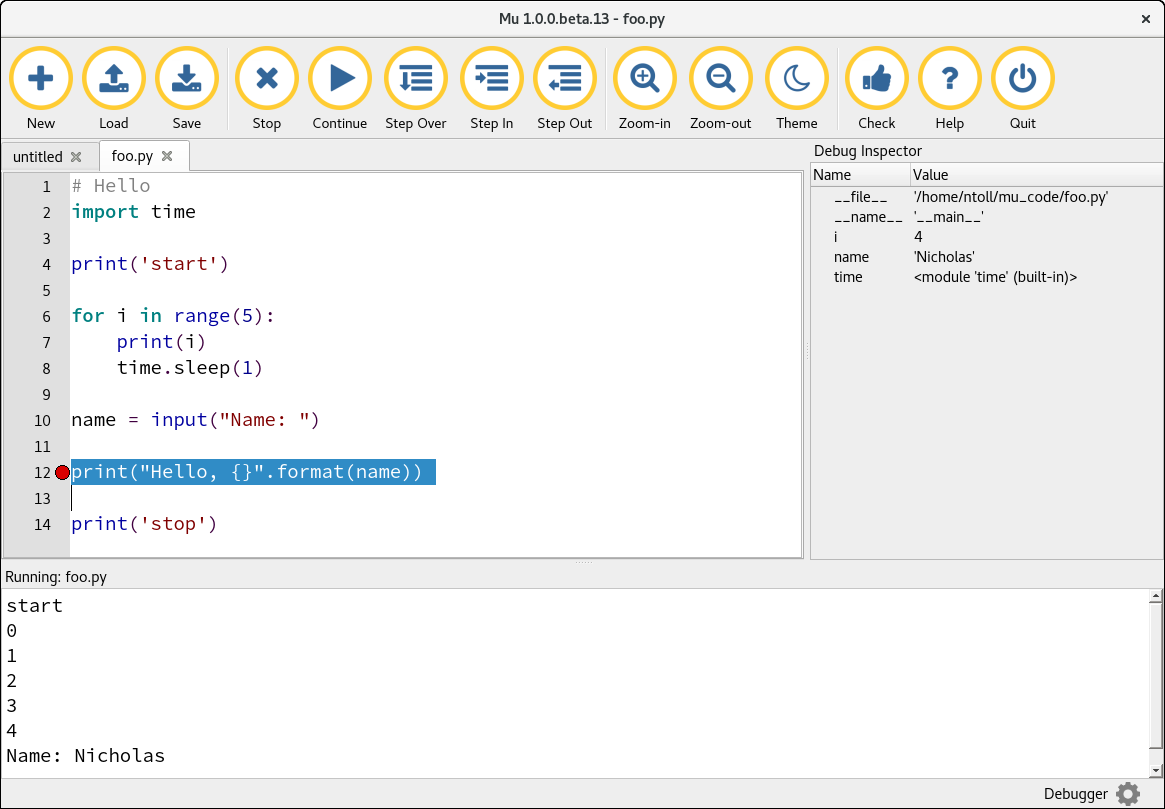 Mu 1.0.0.beta.13 - foo.py
New Load Save Stop Continue Step Over Step In Step Out Zoom-in Zoom-out Theme Check Help Quit
untitled foo.py
1 # Hello
2 import time
3
4 print('start')
5
6 for i in range(5):
7     print(i)
8     time.sleep(1)
9
10 name = input("Name: ")
11
12 print("Hello, {}".format(name))
13
14 print('stop')
Debug Inspector
Name Value
__file__ '/home/ntoll/mu_code/foo.py'
__name__ '__main__'
i 4
name 'Nicholas'
time <module 'time' (built-in)>
Running: foo.py
start
0
1
2
3
4
Name: Nicholas
Debugger